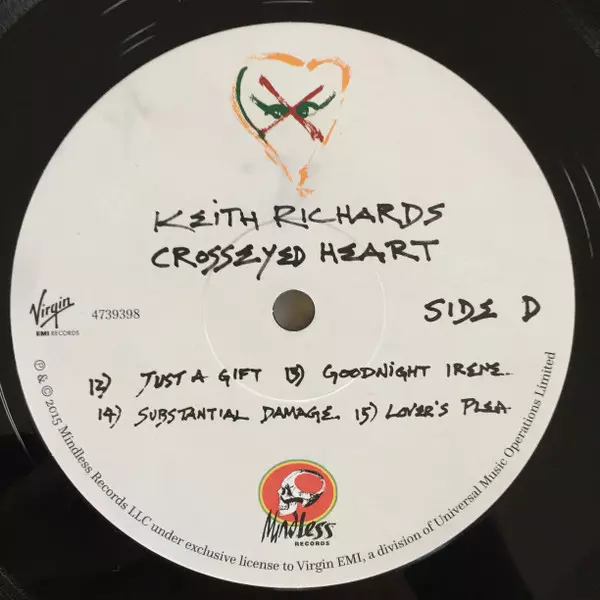 KEITH RICHARDS
CROSSEYED HEART
Virgin
EMI RECORDS
4739398
SIDE D
12) JUST A GIFT 13) GOODNIGHT IRENE
14) SUBSTANTIAL DAMAGE 15) LOVER'S PLEA
Mindless
RECORDS
℗ & © 2015 Mindless Records LLC under exclusive license to Virgin EMI, a division of Universal Music Operations Limited